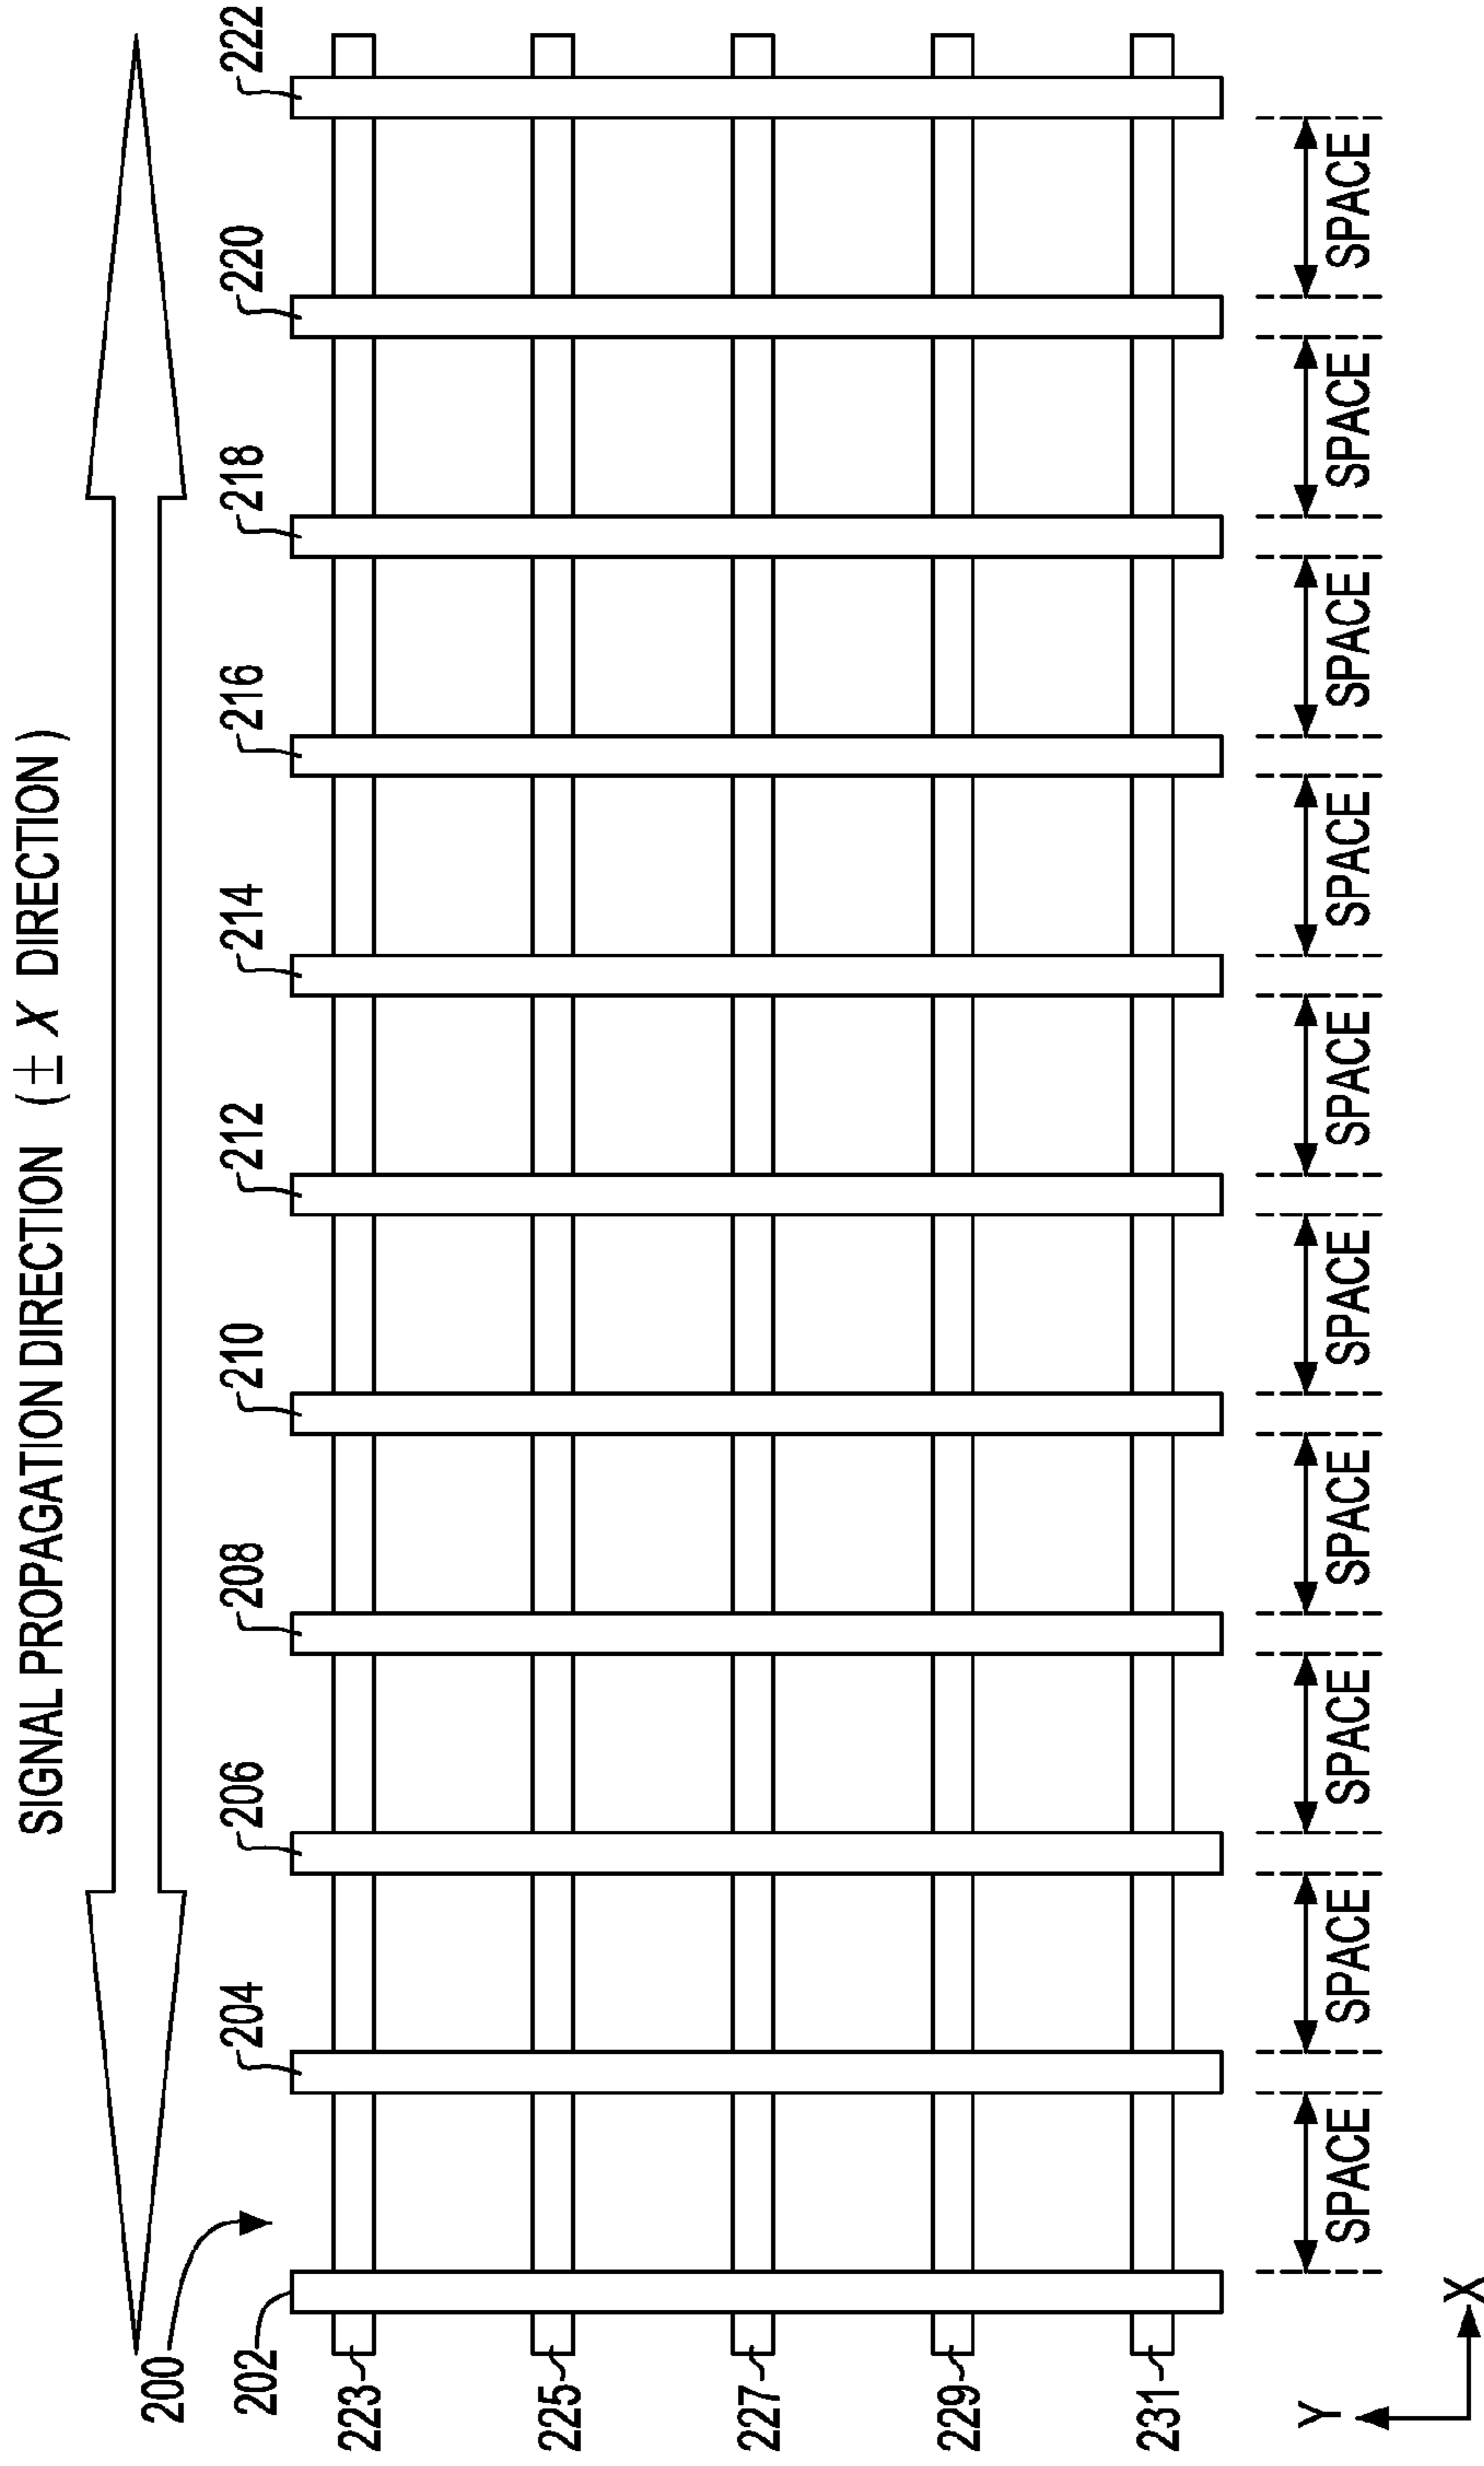 SIGNAL PROPAGATION DIRECTION (± X DIRECTION)
200
202
204
206
208
210
212
214
216
218
220
222
223
225
227
229
231
SPACE
SPACE
SPACE
SPACE
SPACE
SPACE
SPACE
SPACE
SPACE
SPACE
Y
X